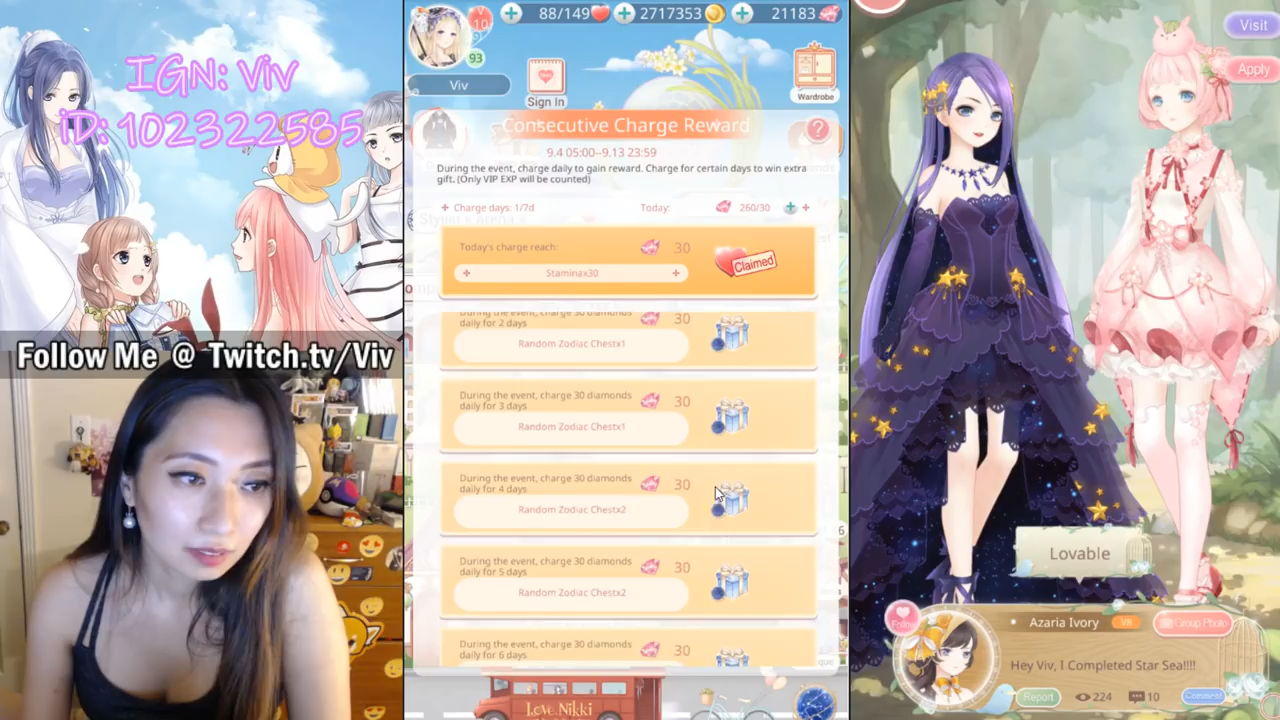 IGN: Viv
iD: 102322585
Follow Me @ Twitch.tv/Viv
88/149
2717353
21183
V
10
93
Viv
Sign In
Wardrobe
Consecutive Charge Reward
?
9.4 05:00--9.13 23:59
During the event, charge daily to gain reward. Charge for certain days to win extra
gift. (Only VIP EXP will be counted)
Charge days: 1/7d
Today:
260/30
Today's charge reach:
30
Staminax30
Claimed
During the event, charge 30 diamonds
daily for 2 days
30
Random Zodiac Chestx1
During the event, charge 30 diamonds
daily for 3 days
30
Random Zodiac Chestx1
During the event, charge 30 diamonds
daily for 4 days
30
Random Zodiac Chestx2
During the event, charge 30 diamonds
daily for 5 days
30
Random Zodiac Chestx2
During the event, charge 30 diamonds
daily for 6 days
30
Love Nikki
Visit
Apply
Lovable
Follow
Azaria Ivory
V8
Group Photo
Hey Viv, I Completed Star Sea!!!!
Report
224
10
Comment